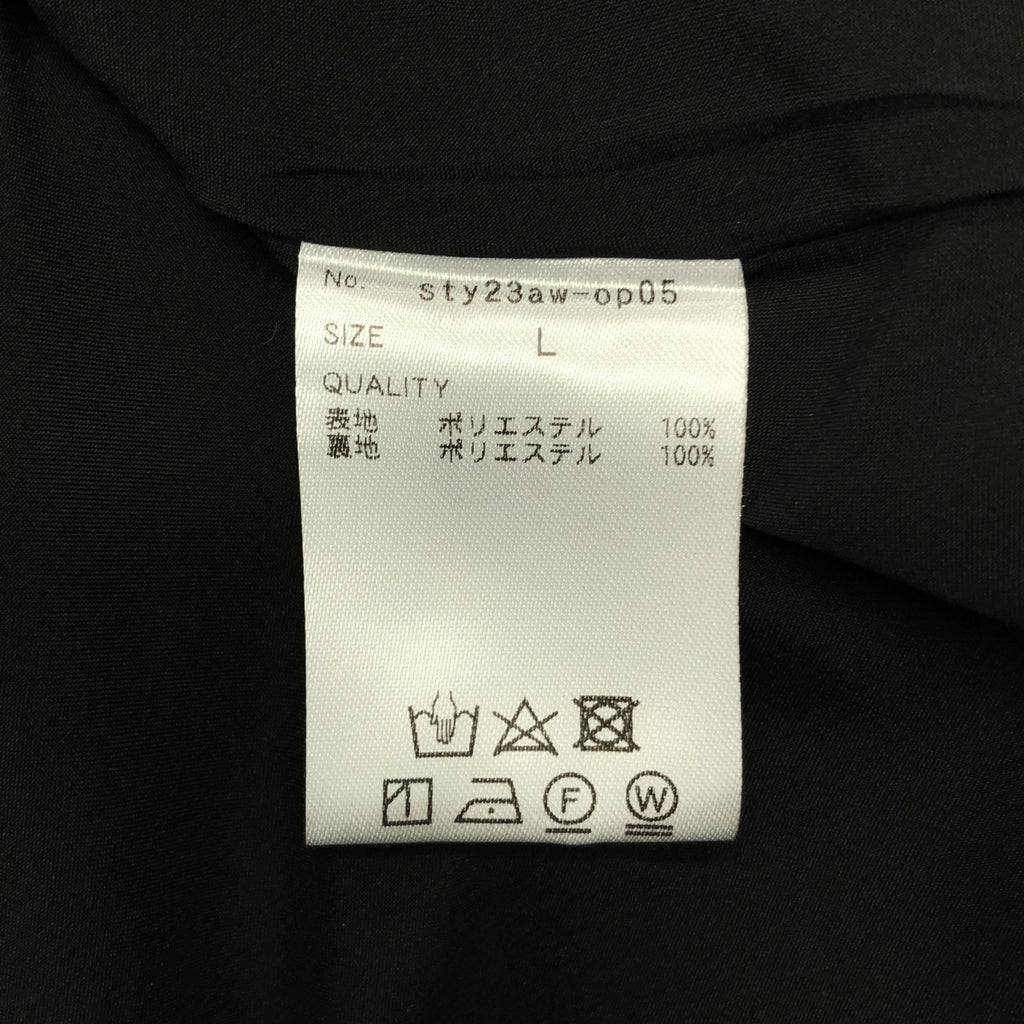 No. sty23aw-op05
SIZE L
QUALITY
表地 ポリエステル 100%
裏地 ポリエステル 100%
F W